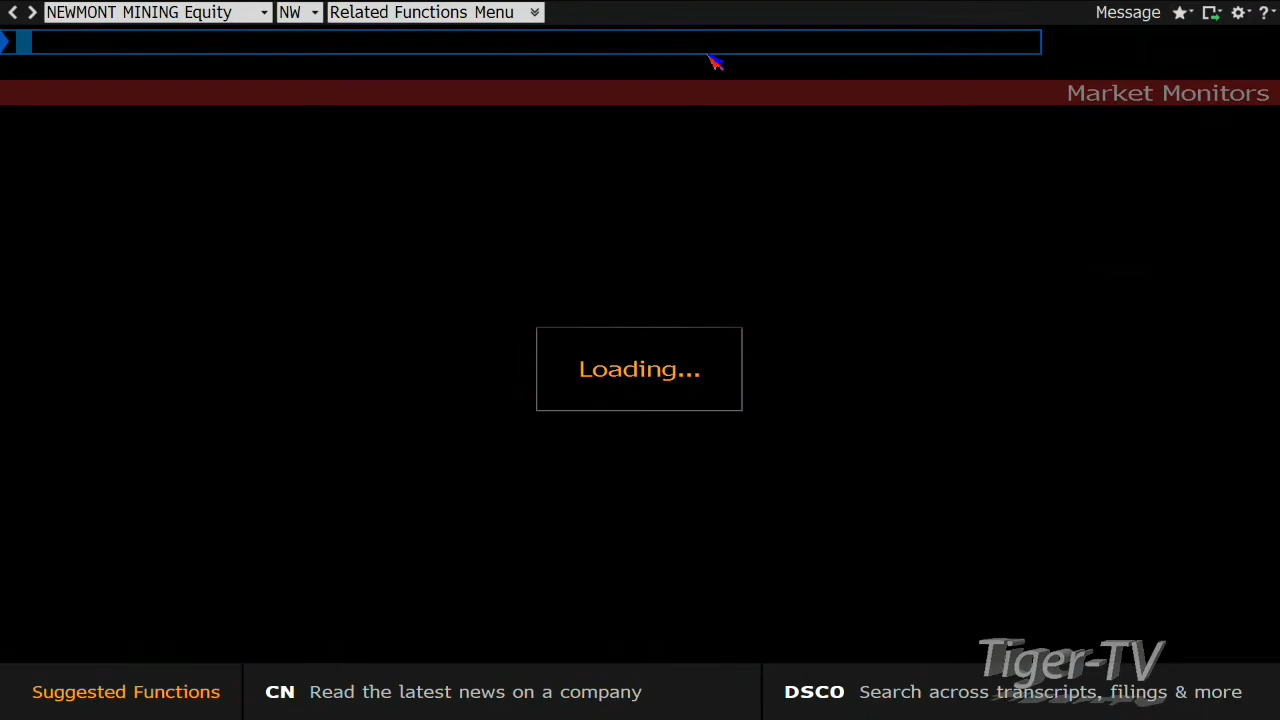 NEWMONT MINING Equity NW Related Functions Menu Message ?
Market Monitors
Loading...
Tiger-TV
Suggested Functions CN Read the latest news on a company DSCO Search across transcripts, filings & more